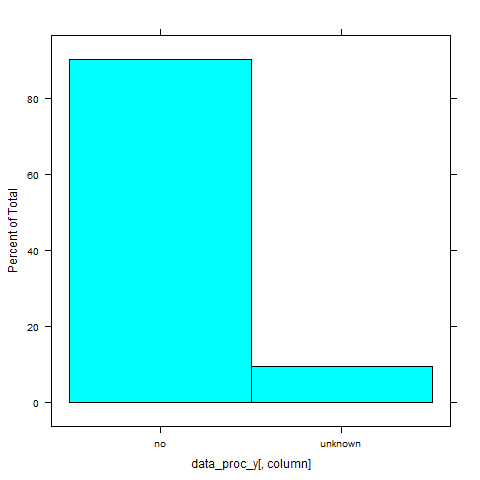 Percent of Total
80
60
40
20
0
no
unknown
data_proc_y[, column]